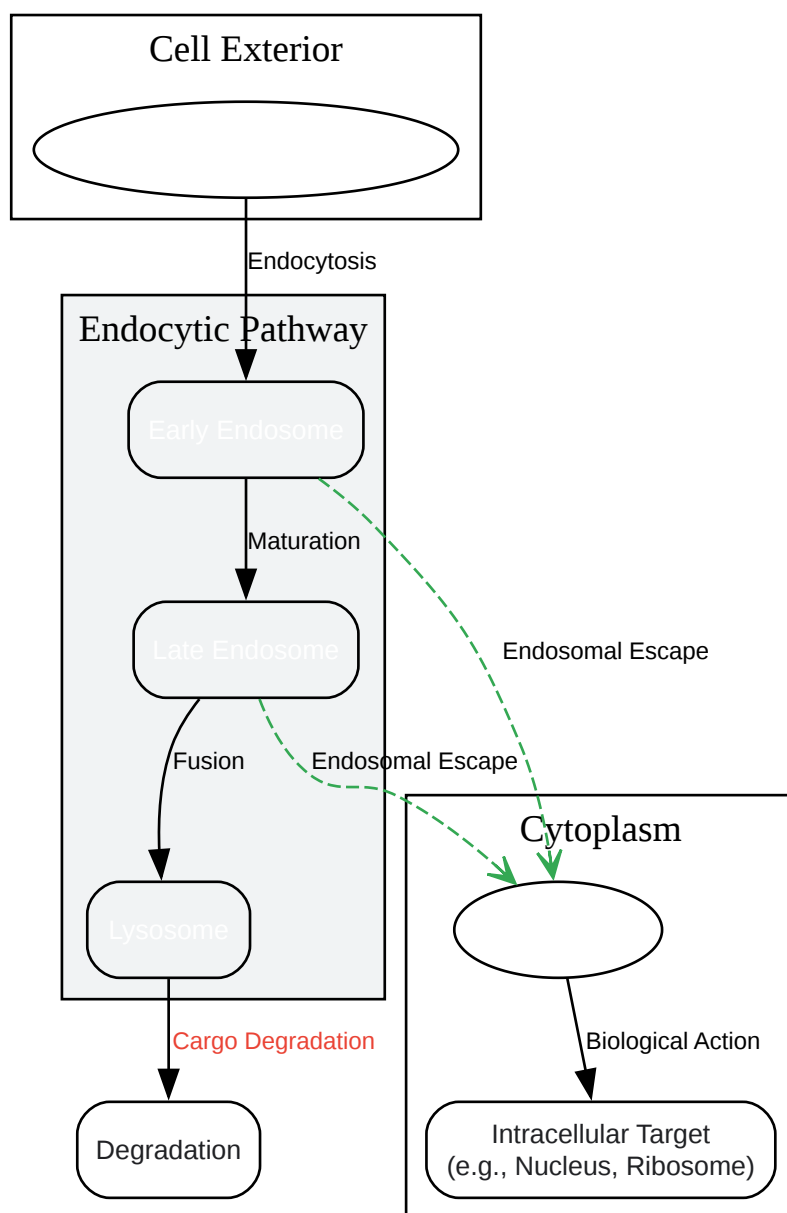 Cell Exterior
Endocytosis
Endocytic Pathway
Early Endosome
Maturation
Late Endosome
Endosomal Escape
Fusion
Endosomal Escape
Cytoplasm
Lysosome
Cargo Degradation
Biological Action
Degradation
Intracellular Target
(e.g., Nucleus, Ribosome)